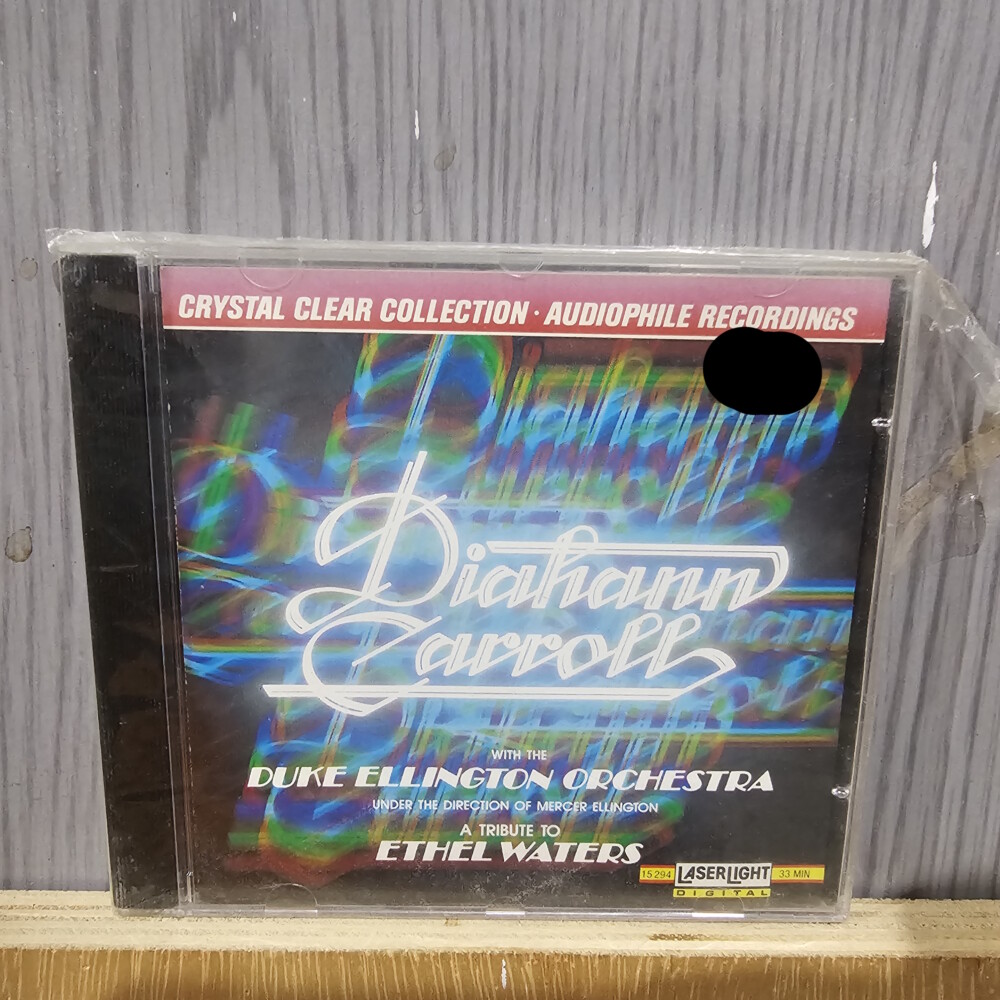 CRYSTAL CLEAR COLLECTION · AUDIOPHILE RECORDINGS
Diahann
Carroll
WITH THE
DUKE ELLINGTON ORCHESTRA
UNDER THE DIRECTION OF MERCER ELLINGTON
A TRIBUTE TO
ETHEL WATERS
15 294 LASERLIGHT 33 MIN
DIGITAL